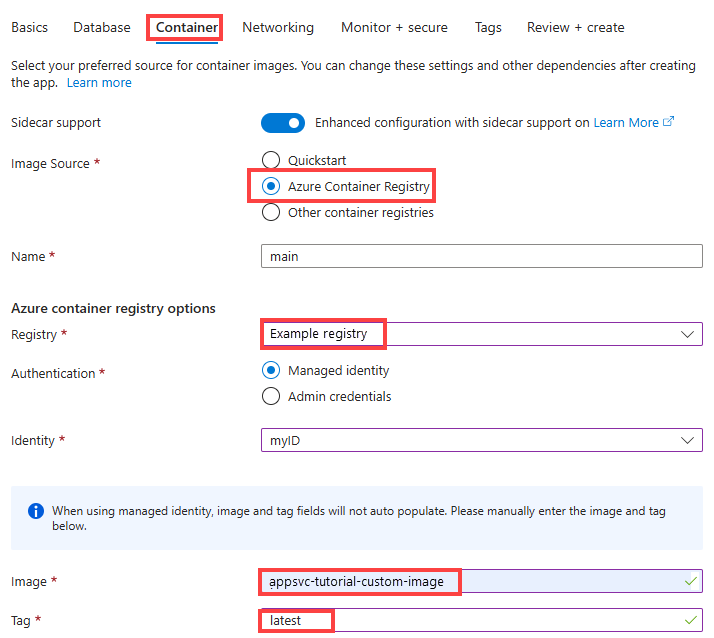 Basics Database Container Networking Monitor + secure Tags Review + create
Select your preferred source for container images. You can change these settings and other dependencies after creating
the app. Learn more
Sidecar support Enhanced configuration with sidecar support on Learn More
Image Source * Quickstart
Azure Container Registry
Other container registries
Name * main
Azure container registry options
Registry * Example registry
Authentication * Managed identity
Admin credentials
Identity * myID
When using managed identity, image and tag fields will not auto populate. Please manually enter the image and tag
below.
Image * appsvc-tutorial-custom-image
Tag * latest